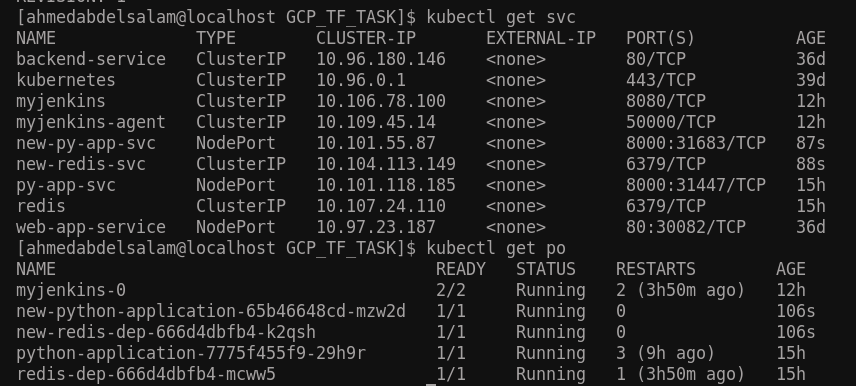 [ahmedabdelsalam@localhost GCP_TF_TASK]$ kubectl get svc
NAME TYPE CLUSTER-IP EXTERNAL-IP PORT(S) AGE
backend-service ClusterIP 10.96.180.146 <none> 80/TCP 36d
kubernetes ClusterIP 10.96.0.1 <none> 443/TCP 39d
myjenkins ClusterIP 10.106.78.100 <none> 8080/TCP 12h
myjenkins-agent ClusterIP 10.109.45.14 <none> 50000/TCP 12h
new-py-app-svc NodePort 10.101.55.87 <none> 8000:31683/TCP 87s
new-redis-svc ClusterIP 10.104.113.149 <none> 6379/TCP 88s
py-app-svc NodePort 10.101.118.185 <none> 8000:31447/TCP 15h
redis ClusterIP 10.107.24.110 <none> 6379/TCP 15h
web-app-service NodePort 10.97.23.187 <none> 80:30082/TCP 36d
[ahmedabdelsalam@localhost GCP_TF_TASK]$ kubectl get po
NAME READY STATUS RESTARTS AGE
myjenkins-0 2/2 Running 2 (3h50m ago) 12h
new-python-application-65b46648cd-mzw2d 1/1 Running 0 106s
new-redis-dep-666d4dbfb4-k2qsh 1/1 Running 0 106s
python-application-7775f455f9-29h9r 1/1 Running 3 (9h ago) 15h
redis-dep-666d4dbfb4-mcww5 1/1 Running 1 (3h50m ago) 15h